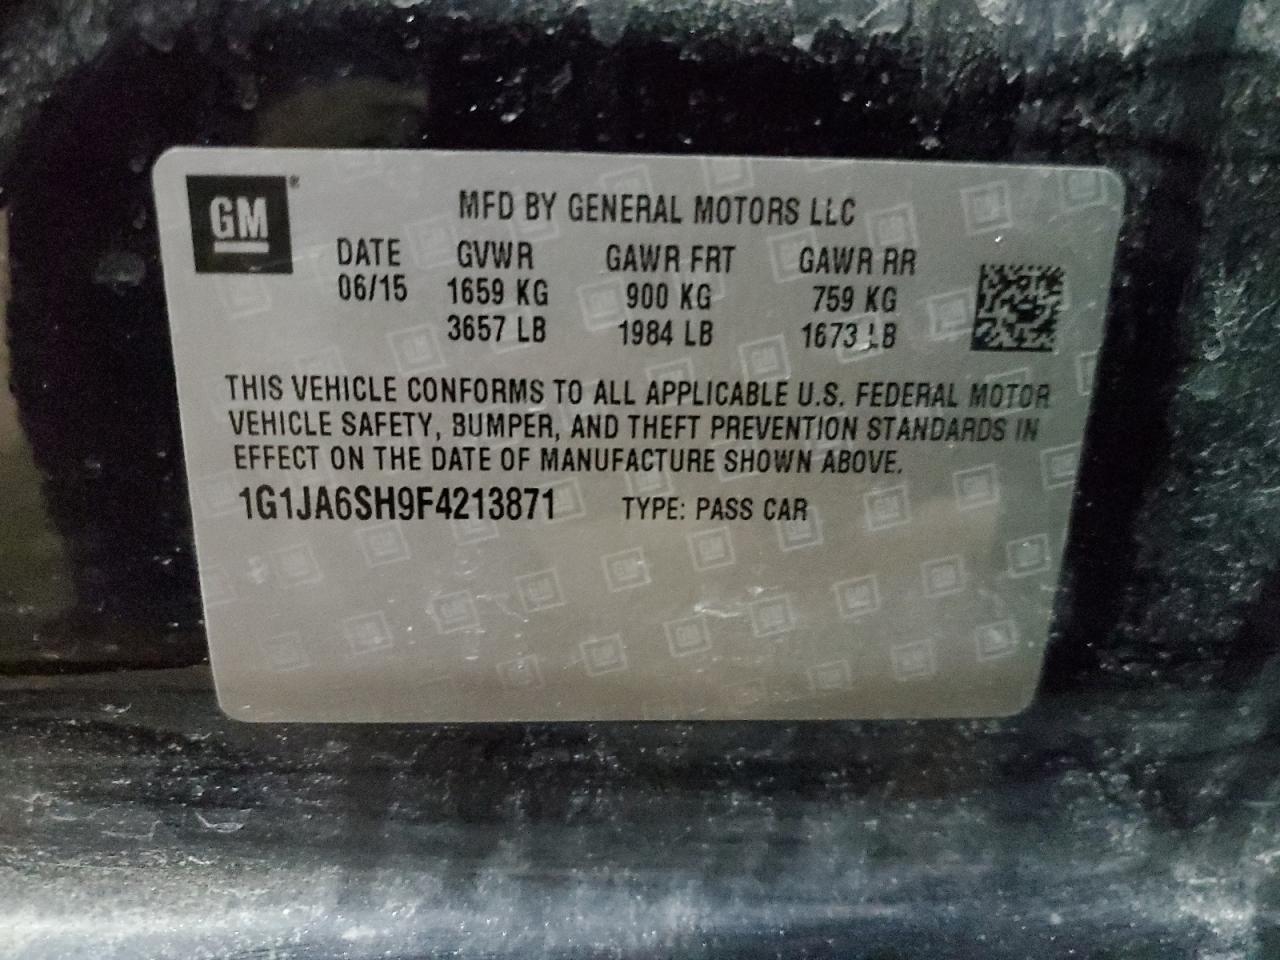 GM®
MFD BY GENERAL MOTORS LLC
DATE GVWR GAWR FRT GAWR RR
06/15 1659 KG 900 KG 759 KG
3657 LB 1984 LB 1673 LB
THIS VEHICLE CONFORMS TO ALL APPLICABLE U.S. FEDERAL MOTOR
VEHICLE SAFETY, BUMPER, AND THEFT PREVENTION STANDARDS IN
EFFECT ON THE DATE OF MANUFACTURE SHOWN ABOVE.
1G1JA6SH9F4213871 TYPE: PASS CAR